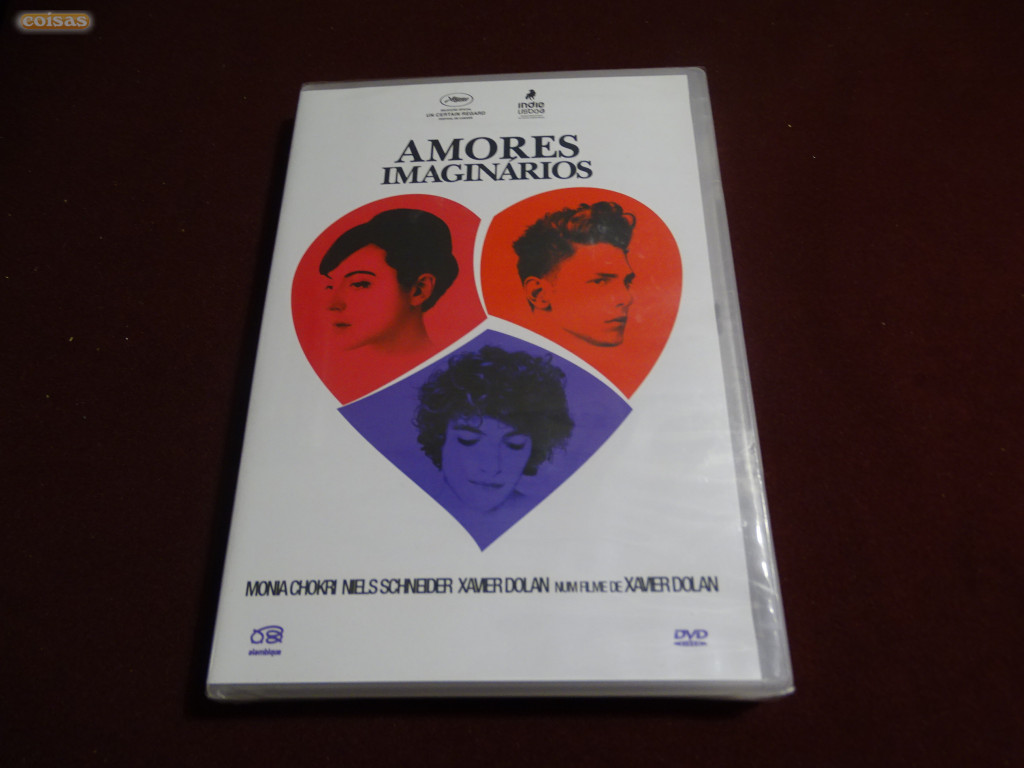 coisas
UN CERTAIN REGARD
indie
LISBOA
AMORES
IMAGINÁRIOS
MONIA CHOKRI NIELS SCHNEIDER XAVIER DOLAN NUM FILME DE XAVIER DOLAN
alambique
DVD